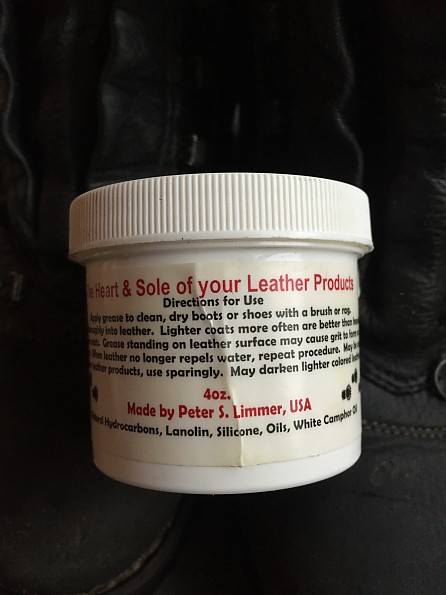 Heart & Sole of your Leather Products
Directions for Use
Apply grease to clean, dry boots or shoes with a brush or rag.
into leather. Lighter coats more often are better than
Grease standing on leather surface may cause grit to form
When leather no longer repels water, repeat procedure. May be
leather products, use sparingly. May darken lighter colored
4oz.
Made by Peter S. Limmer, USA
Hydrocarbons, Lanolin, Silicone, Oils, White Camphor Oil